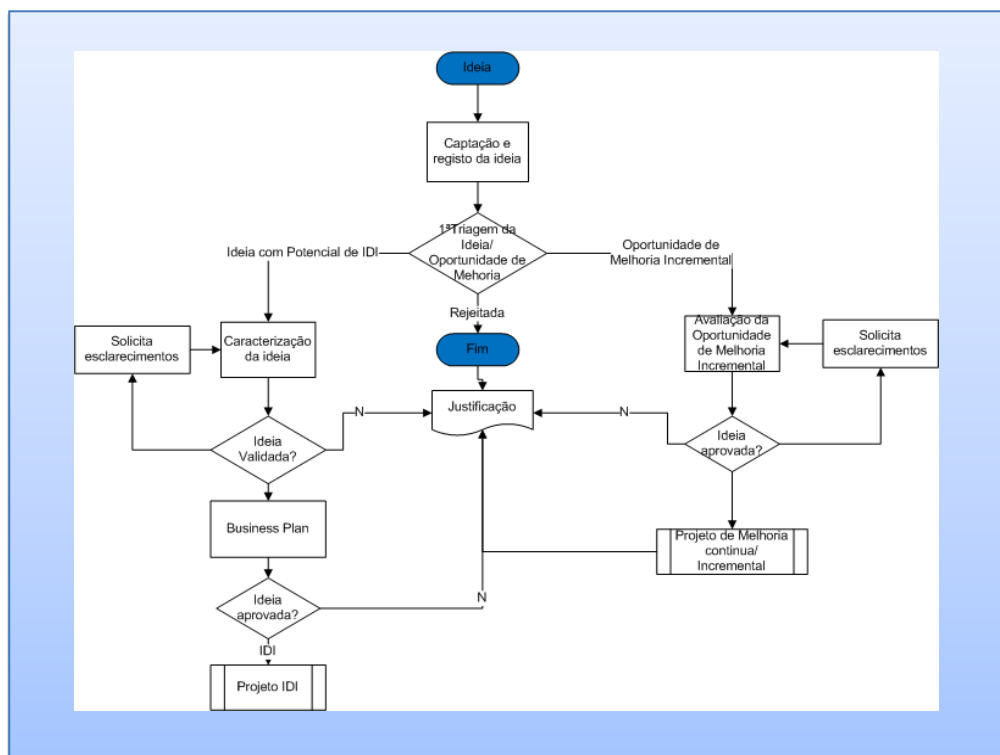 Ideia
Captação e
registo da ideia
1ªTriagem da
Ideia/
Oportunidade de
Mehoria
Ideia com Potencial de IDI
Oportunidade de
Melhoria Incremental
Rejeitada
Solicita
esclarecimentos
Caracterização
da ideia
Fim
Avaliação da
Oportunidade
de Melhoria
Incremental
Solicita
esclarecimentos
Justificação
N
N
Ideia
Validada?
Ideia
aprovada?
Business Plan
Projeto de Melhoria
continua/
Incremental
Ideia
aprovada?
N
IDI
Projeto IDI